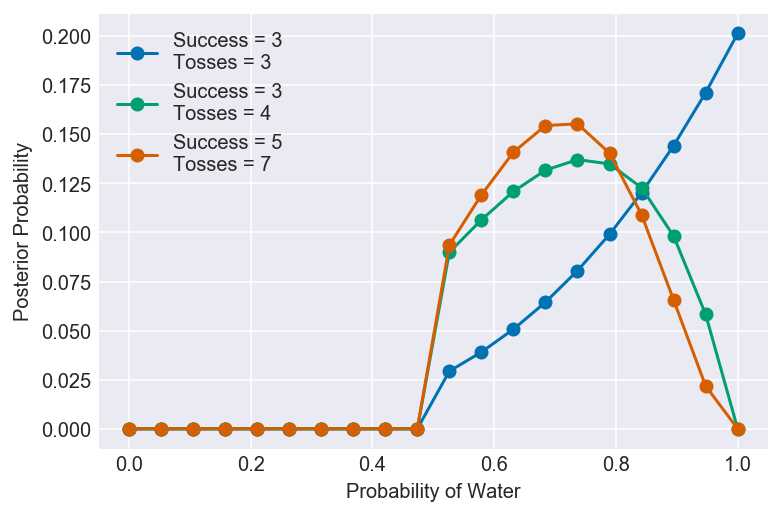 Success = 3
Tosses = 3
Success = 3
Tosses = 4
Success = 5
Tosses = 7
0.200
0.175
0.150
0.125
0.100
0.075
0.050
0.025
0.000
Posterior Probability
0.0 0.2 0.4 0.6 0.8 1.0
Probability of Water